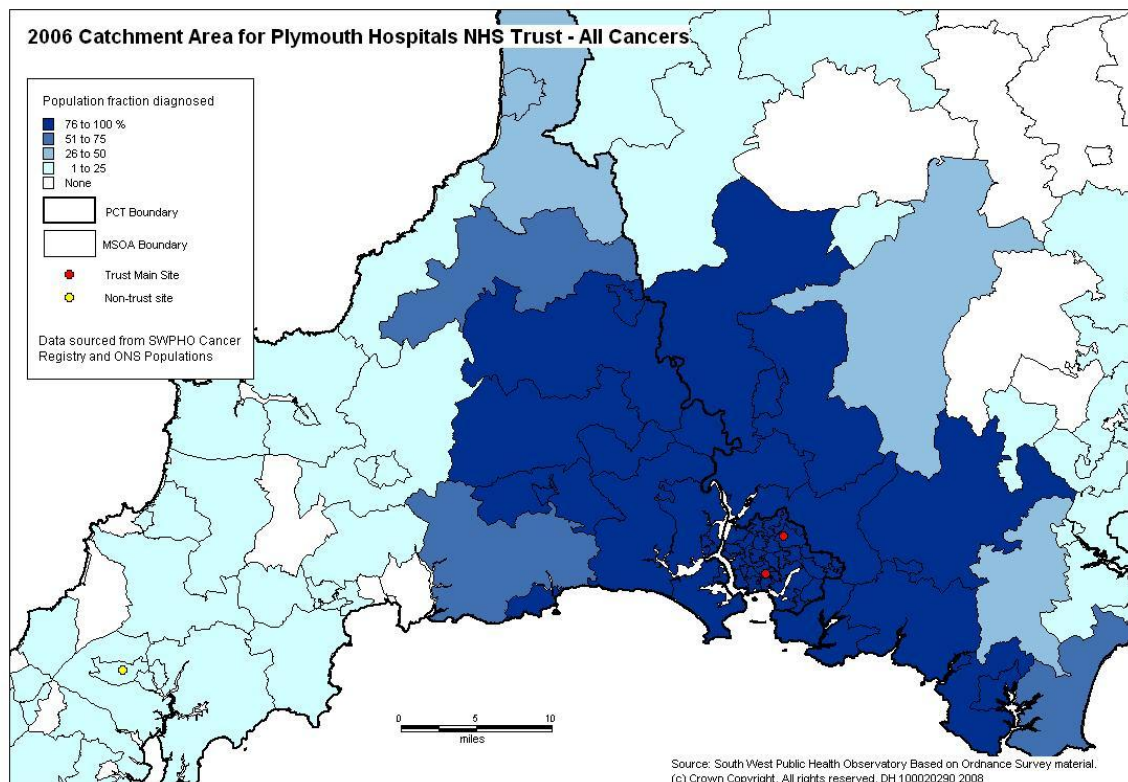 2006 Catchment Area for Plymouth Hospitals NHS Trust - All Cancers
Population fraction diagnosed
76 to 100 %
51 to 75
26 to 50
1 to 25
None
PCT Boundary
MSOA Boundary
Trust Main Site
Non-trust site
Data sourced from SWPHO Cancer
Registry and ONS Populations
0 5 10
miles
Source: South West Public Health Observatory Based on Ordnance Survey material.
(c) Crown Copyright. All rights reserved. DH 100020290 2008